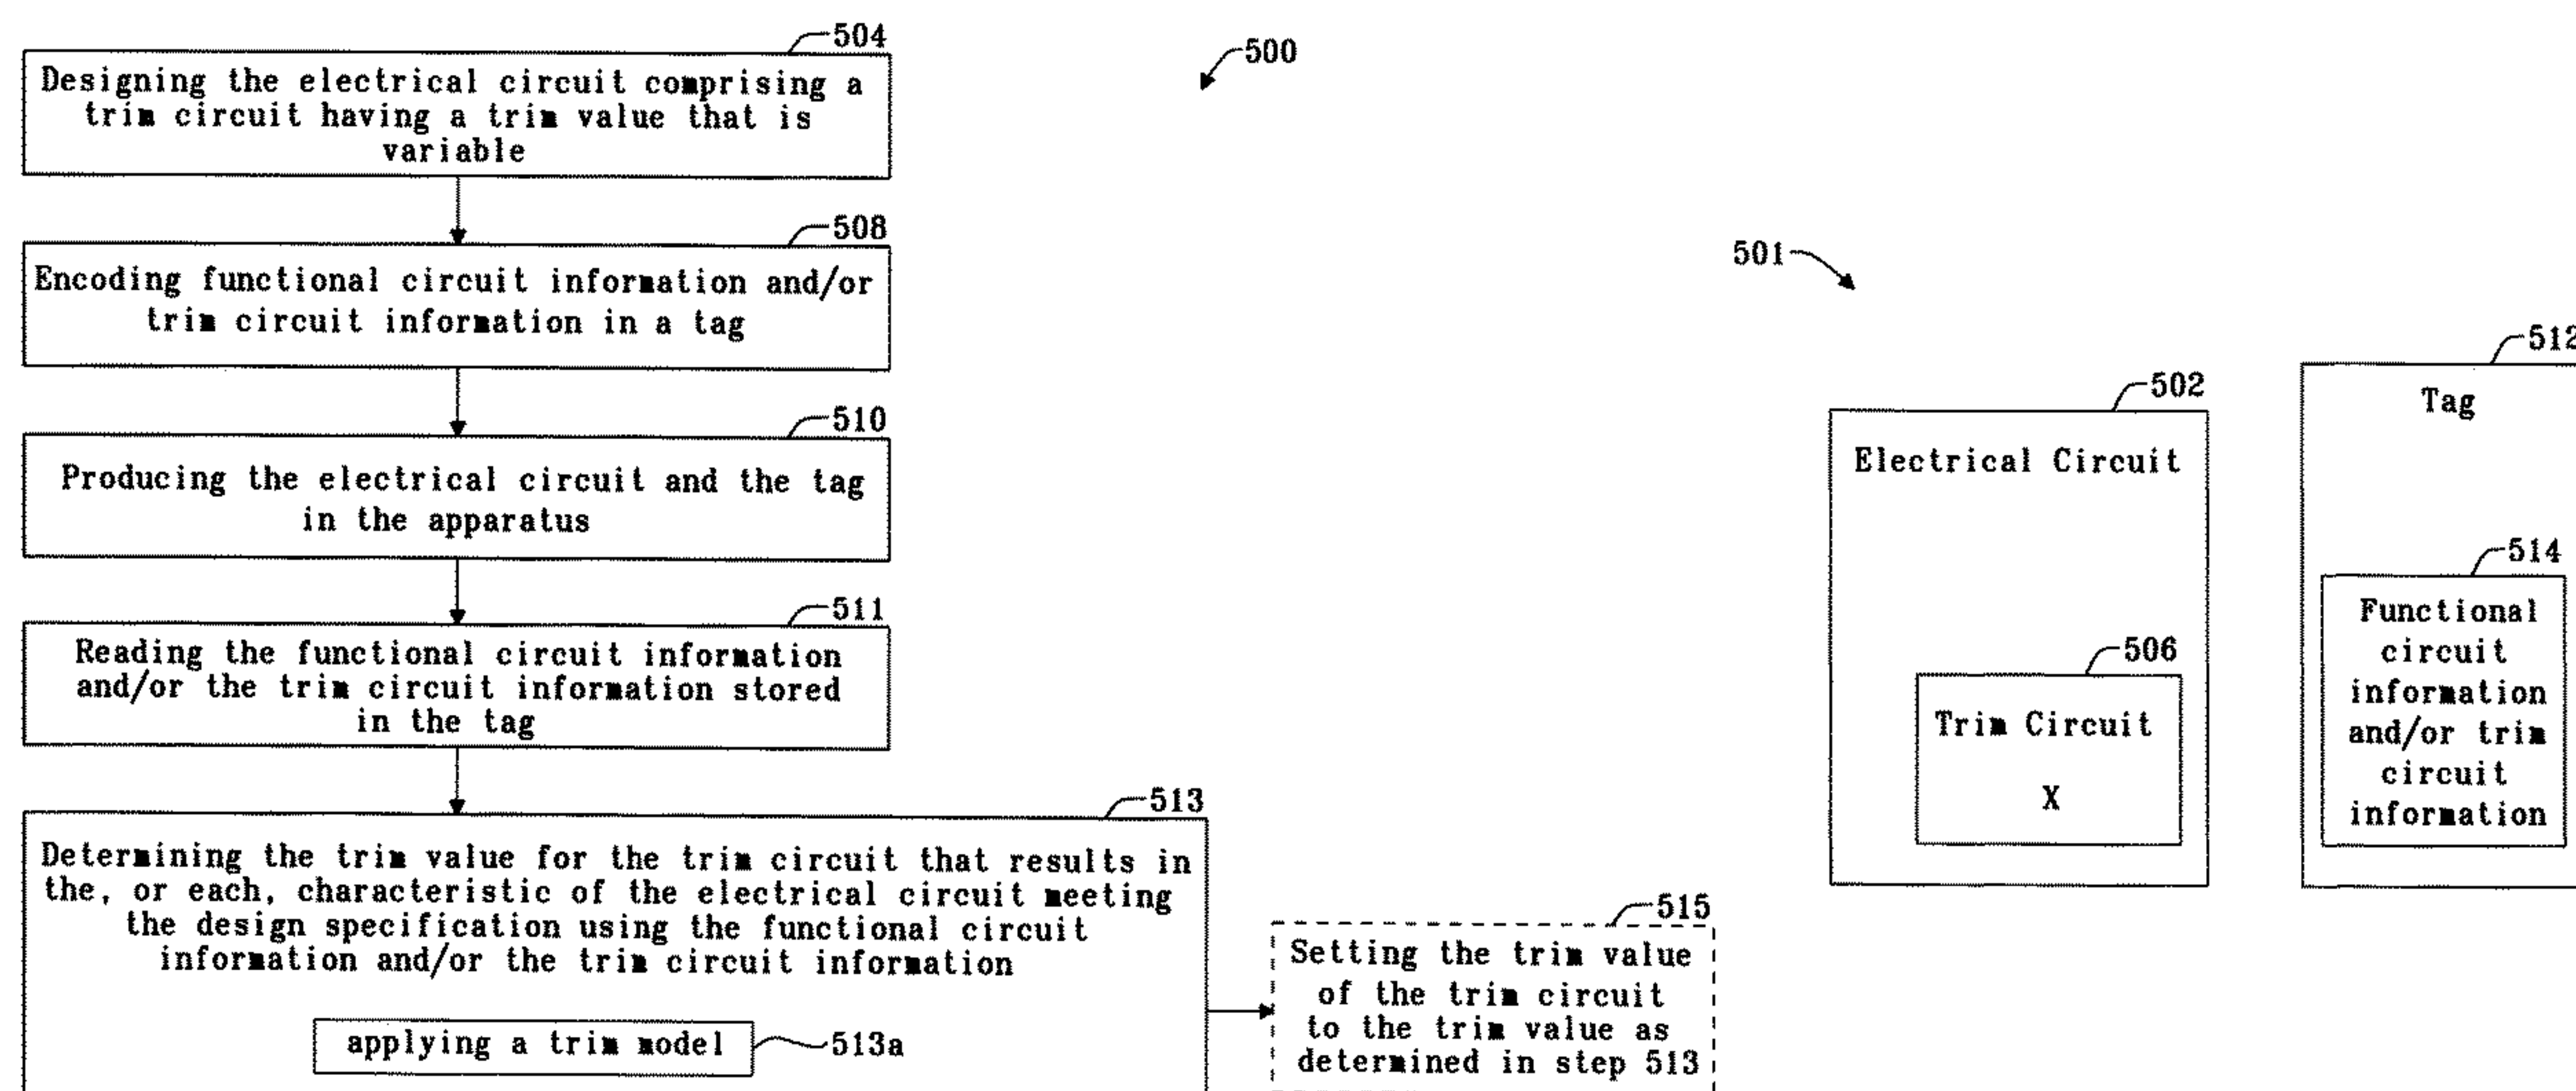 504
Designing the electrical circuit comprising a
trim circuit having a trim value that is
variable
508
Encoding functional circuit information and/or
trim circuit information in a tag
510
Producing the electrical circuit and the tag
in the apparatus
511
Reading the functional circuit information
and/or the trim circuit information stored
in the tag
513
Determining the trim value for the trim circuit that results in
the, or each, characteristic of the electrical circuit meeting
the design specification using the functional circuit
information and/or the trim circuit information
applying a trim model
513a
515
Setting the trim value
of the trim circuit
to the trim value as
determined in step 513
500
501
502
Electrical Circuit
506
Trim Circuit
X
512
Tag
514
Functional
circuit
information
and/or trim
circuit
information